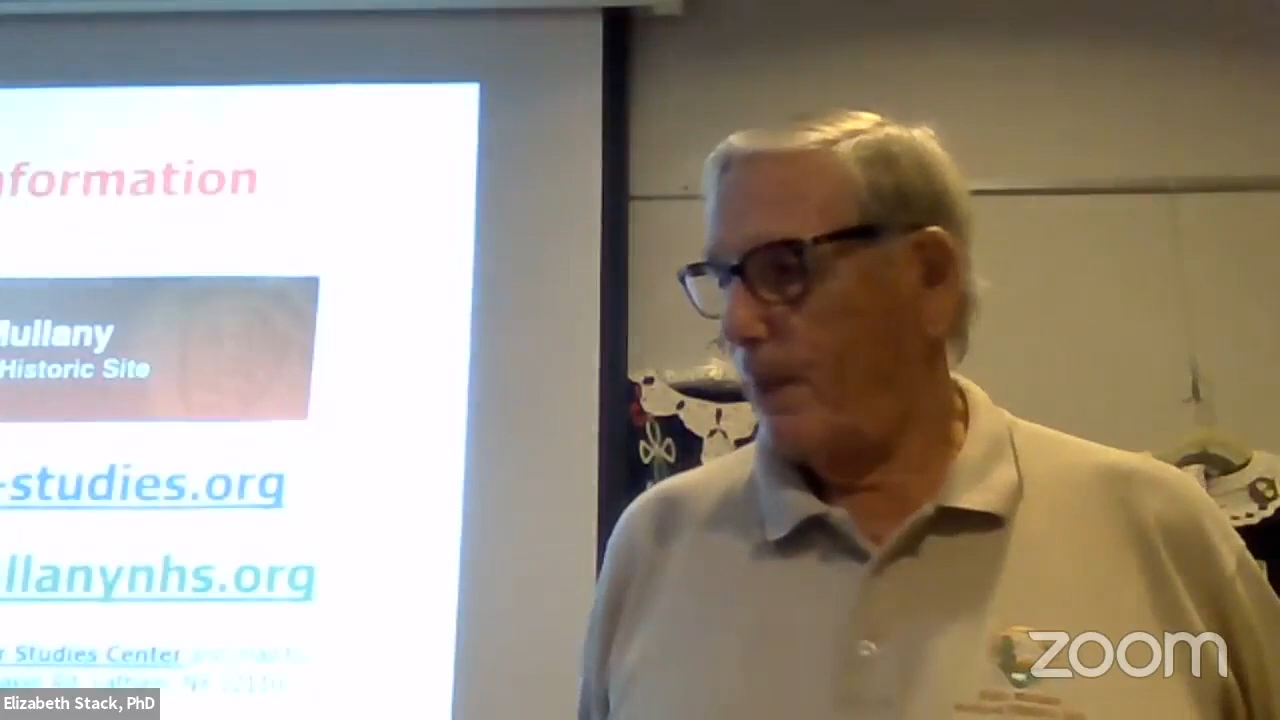 nformation
Mullany
Historic Site
-studies.org
llanynhs.org
r Studies Center
zoom
Elizabeth Stack, PhD